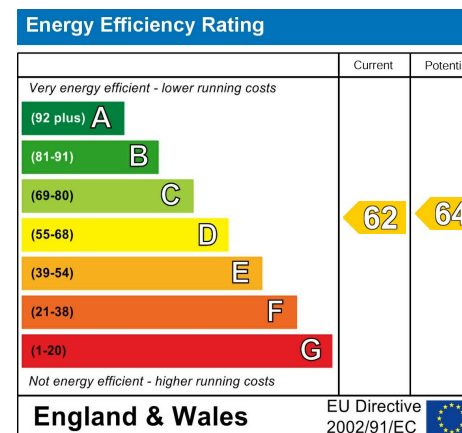 Energy Efficiency Rating
Current Potenti
Very energy efficient - lower running costs
(92 plus) A
(81-91) B
(69-80) C
(55-68) D
62 64
(39-54) E
(21-38) F
(1-20) G
Not energy efficient - higher running costs
England & Wales
EU Directive
2002/91/EC